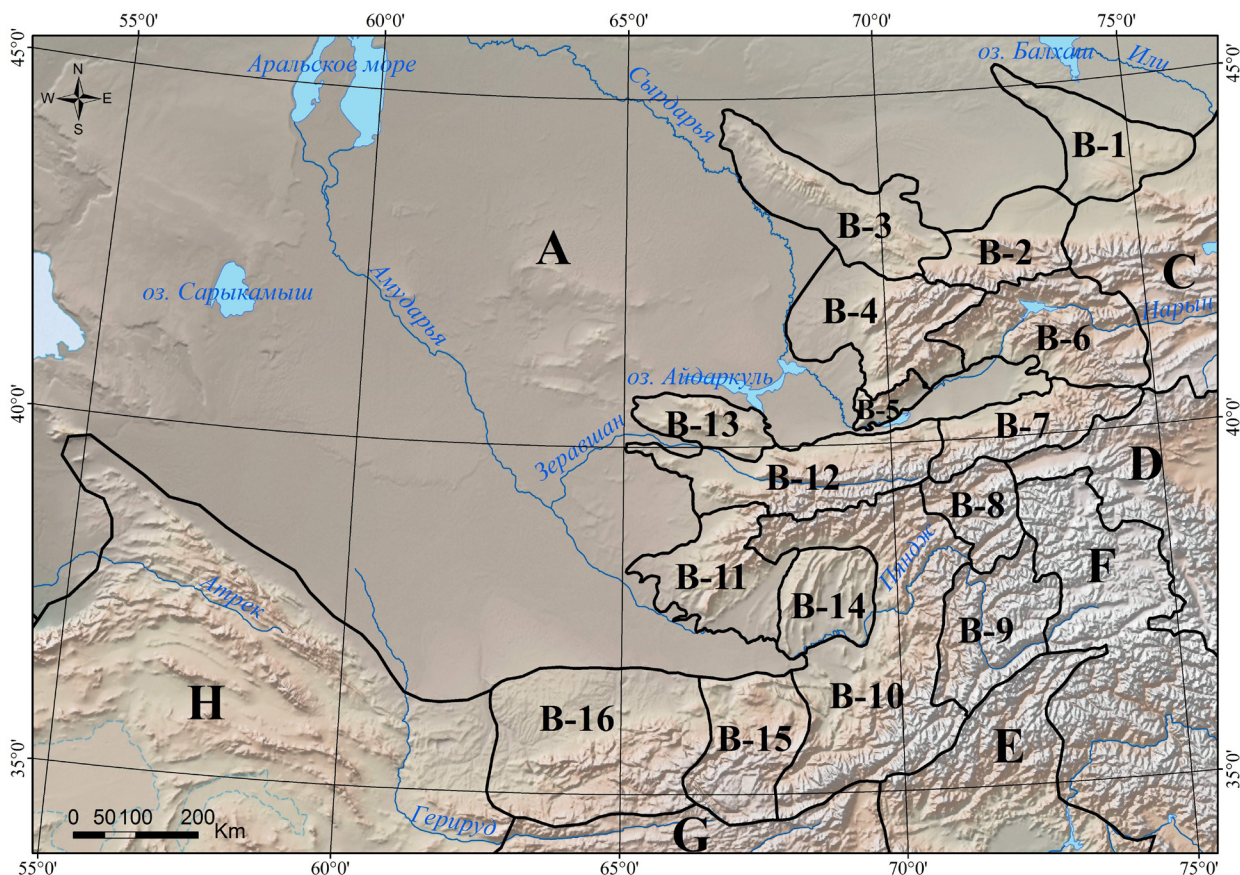 55°0' 60°0' 65°0' 70°0' 75°0'
45°0' 45°0'
Аральское море
оз. Балхаш
Или
N
W E
S
Сырдарья
B-1
B-3
A
B-2
C
оз. Сарыкамыш
Амударья
B-4
Нарын
B-6
оз. Айдаркуль
40°0' 40°0'
B-5
B-13
B-7
Зеравшан
B-12
D
B-8
Пяндж
F
B-11
Атрек
B-14
B-9
B-10
H
B-16
B-15
E
35°0' 35°0'
0 50 100 200
Km
Герируд
G
55°0' 60°0' 65°0' 70°0' 75°0'